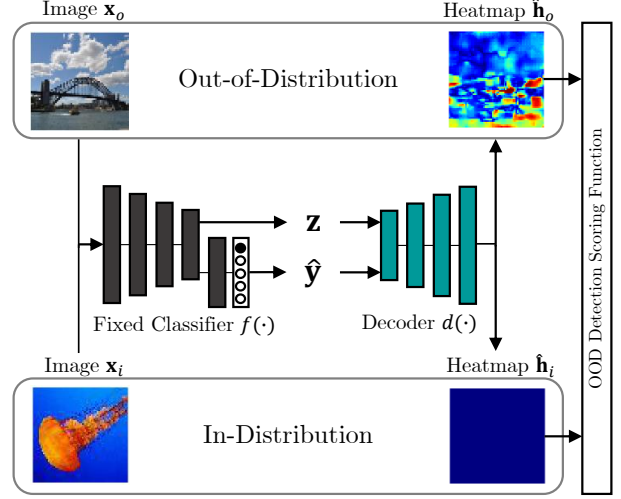 Image x_o
Heatmap ĥ_o
Out-of-Distribution
z
ŷ
Fixed Classifier f(·)
Decoder d(·)
OOD Detection Scoring Function
Image x_i
Heatmap ĥ_i
In-Distribution